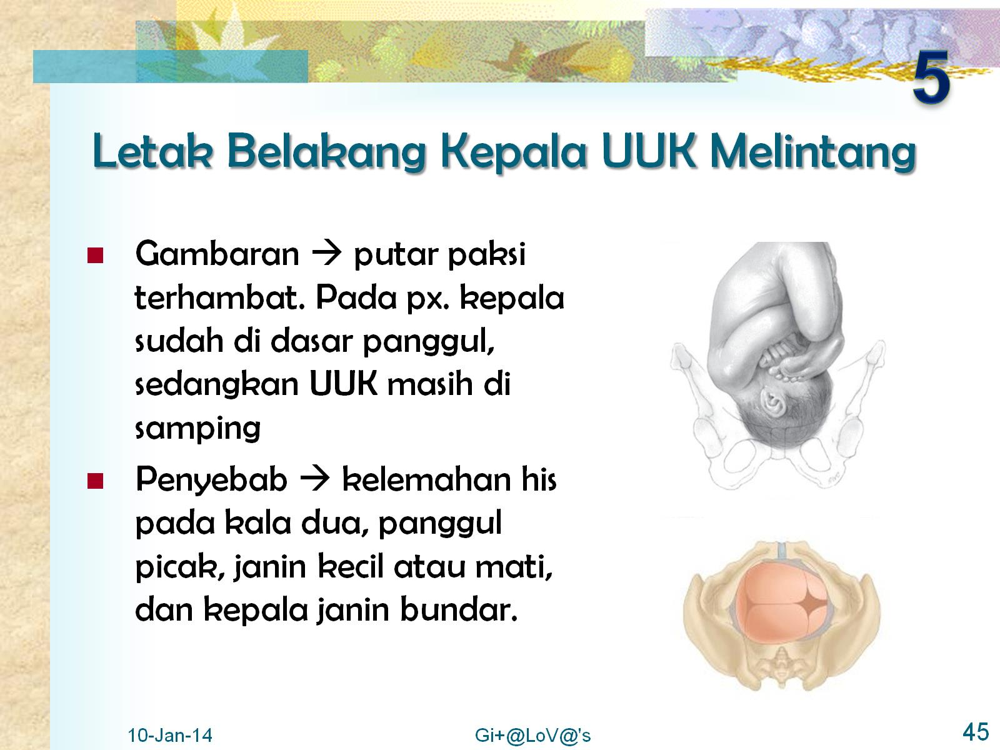 5
Letak Belakang Kepala UUK Melintang
Gambaran → putar paksi
terhambat. Pada px. kepala
sudah di dasar panggul,
sedangkan UUK masih di
samping
Penyebab → kelemahan his
pada kala dua, panggul
picak, janin kecil atau mati,
dan kepala janin bundar.
10-Jan-14
Gi+@LoV@'s
45